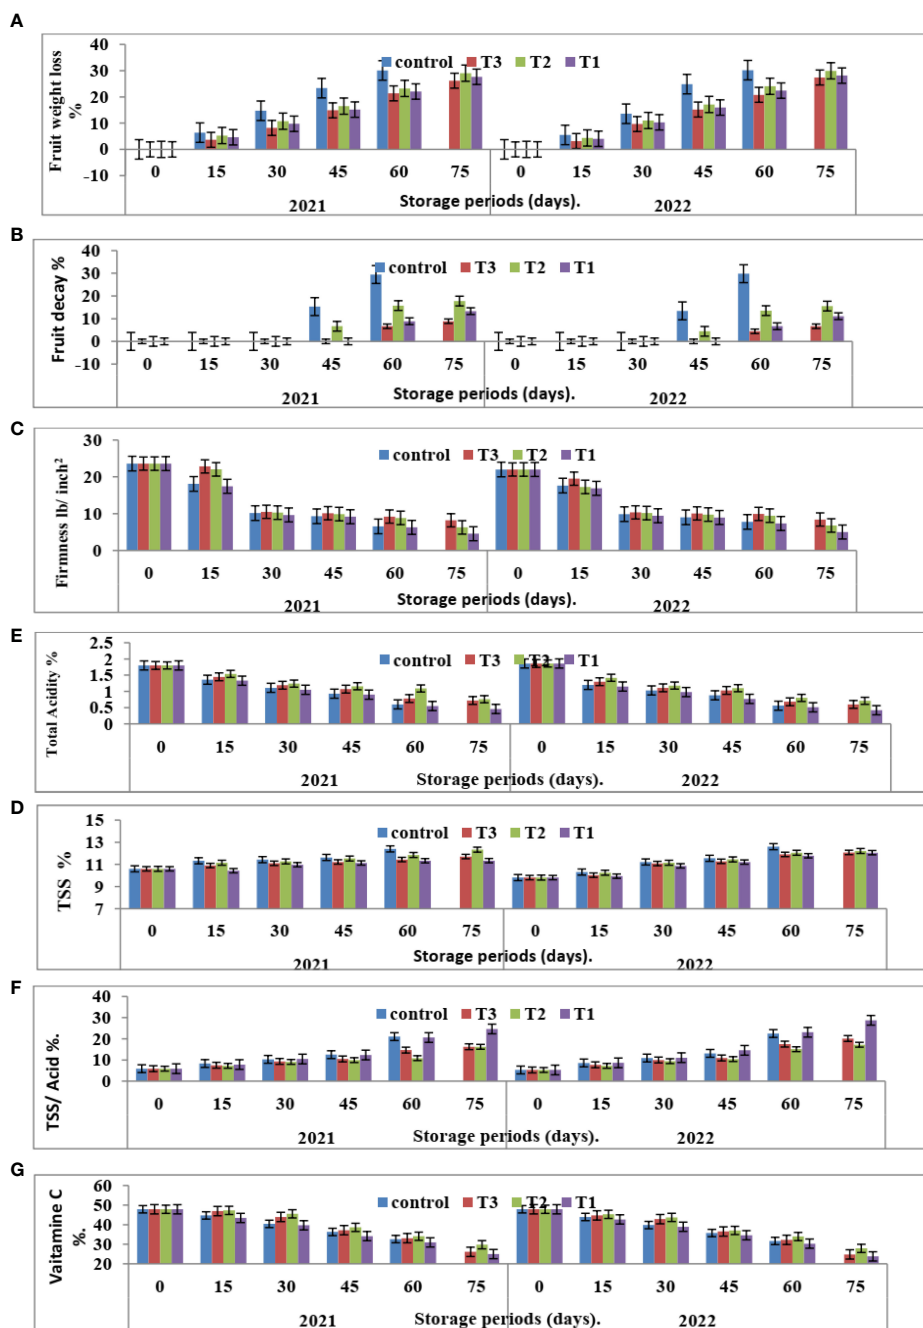 A
Fruit weight loss
%
40
30
20
10
0
-10
control T3 T2 T1
0 15 30 45 60 75 0 15 30 45 60 75
Storage periods (days).
2021 2022
B
Fruit decay %
40
30
20
10
0
-10
control T3 T2 T1
0 15 30 45 60 75 0 15 30 45 60 75
Storage periods (days).
2021 2022
C
Firmness lb/ inch²
30
20
10
0
control T3 T2 T1
0 15 30 45 60 75 0 15 30 45 60 75
Storage periods (days).
2021 2022
E
Total Acidity %
2.5
2
1.5
1
0.5
0
control T3 T2 T1
0 15 30 45 60 75 0 15 30 45 60 75
Storage periods (days).
2021 2022
D
TSS %
15
13
11
9
7
control T3 T2 T1
0 15 30 45 60 75 0 15 30 45 60 75
Storage periods (days).
2021 2022
F
TSS/ Acid %.
40
30
20
10
0
control T3 T2 T1
0 15 30 45 60 75 0 15 30 45 60 75
Storage periods (days).
2021 2022
G
Vaitamine C
%.
60
50
40
30
20
control T3 T2 T1
0 15 30 45 60 75 0 15 30 45 60 75
Storage periods (days).
2021 2022